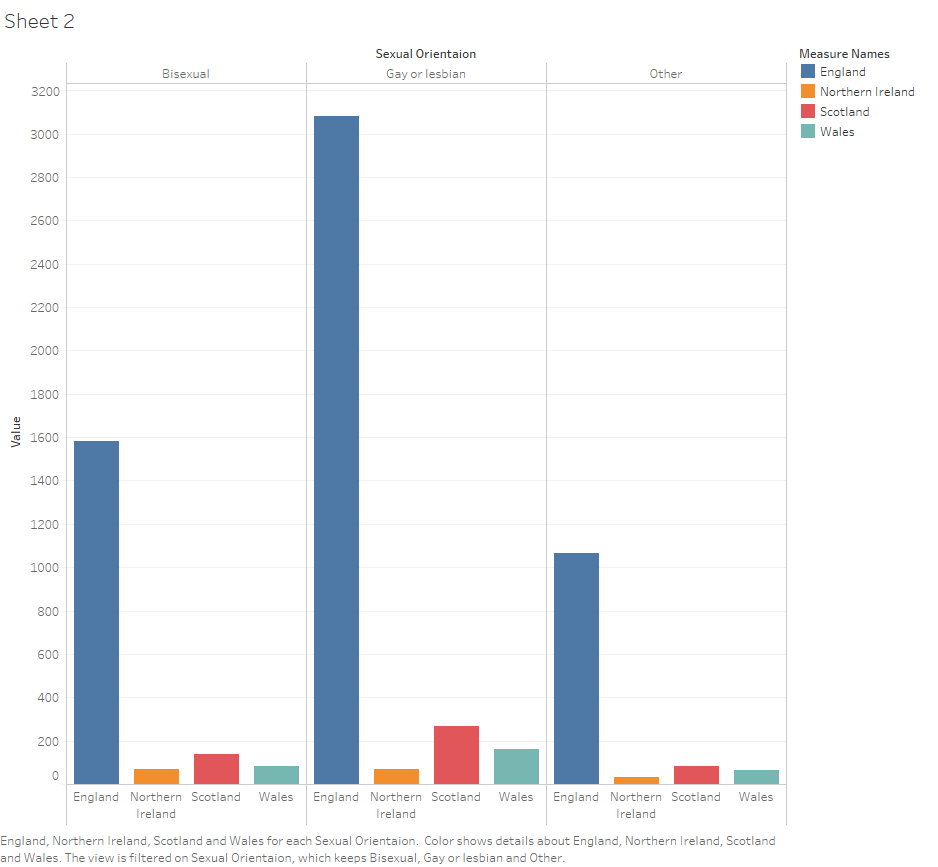 Sheet 2
Sexual Orientaion
Bisexual Gay or lesbian Other
Measure Names
England
Northern Ireland
Scotland
Wales
3200
3000
2800
2600
2400
2200
2000
1800
1600
1400
1200
1000
800
600
400
200
0
Value
England Northern Ireland Scotland Wales England Northern Ireland Scotland Wales England Northern Ireland Scotland Wales
England, Northern Ireland, Scotland and Wales for each Sexual Orientaion. Color shows details about England, Northern Ireland, Scotland
and Wales. The view is filtered on Sexual Orientaion, which keeps Bisexual, Gay or lesbian and Other.